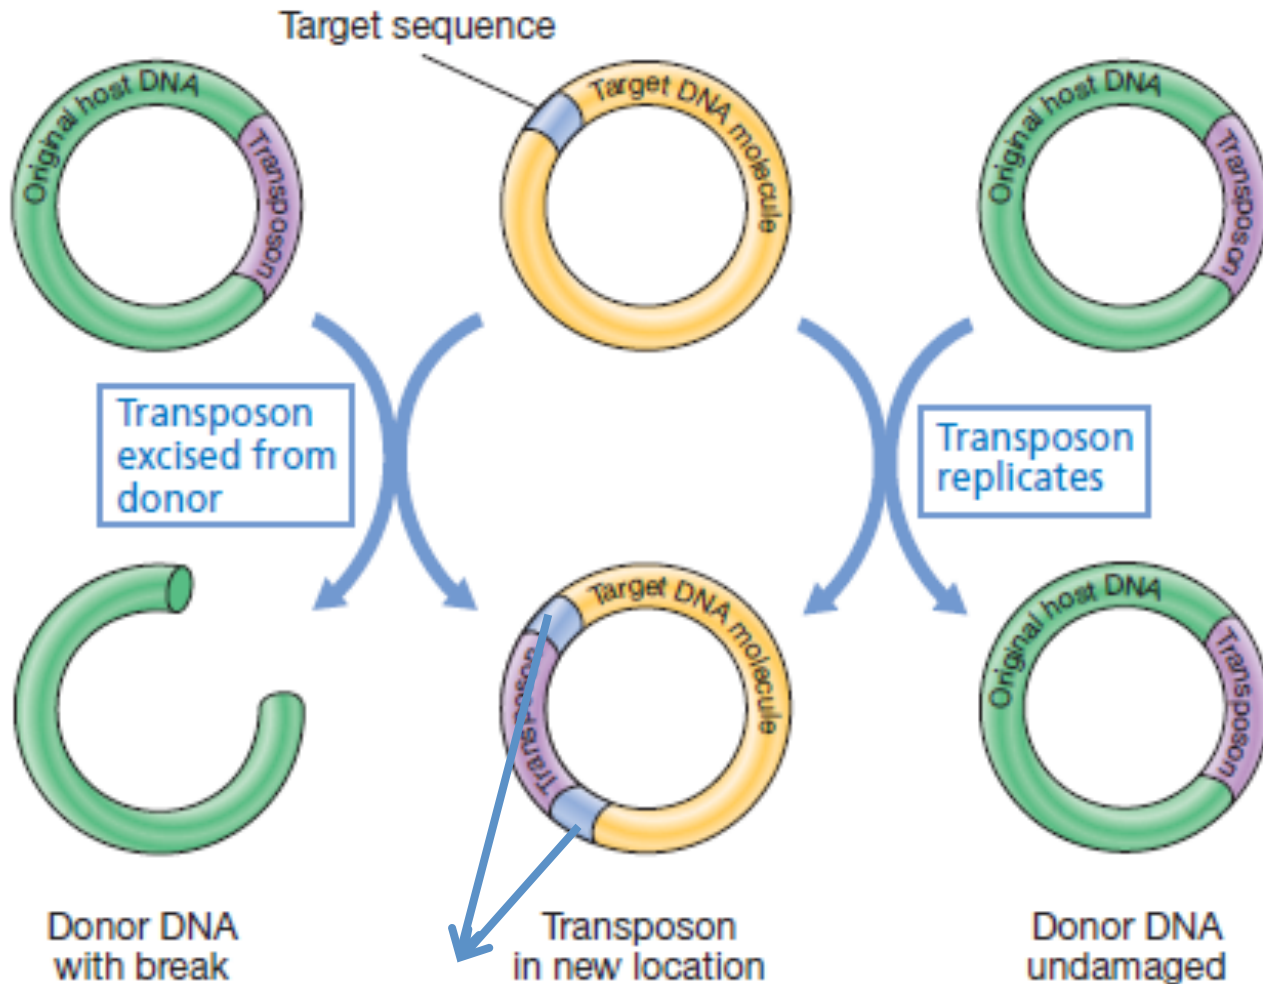 Target sequence
Original host DNA
Transposon
Target DNA molecule
Original host DNA
Transposon
Transposon
excised from
donor
Transposon
replicates
Target DNA molecule
Transposon
Original host DNA
Transposon
Donor DNA
with break
Transposon
in new location
Donor DNA
undamaged